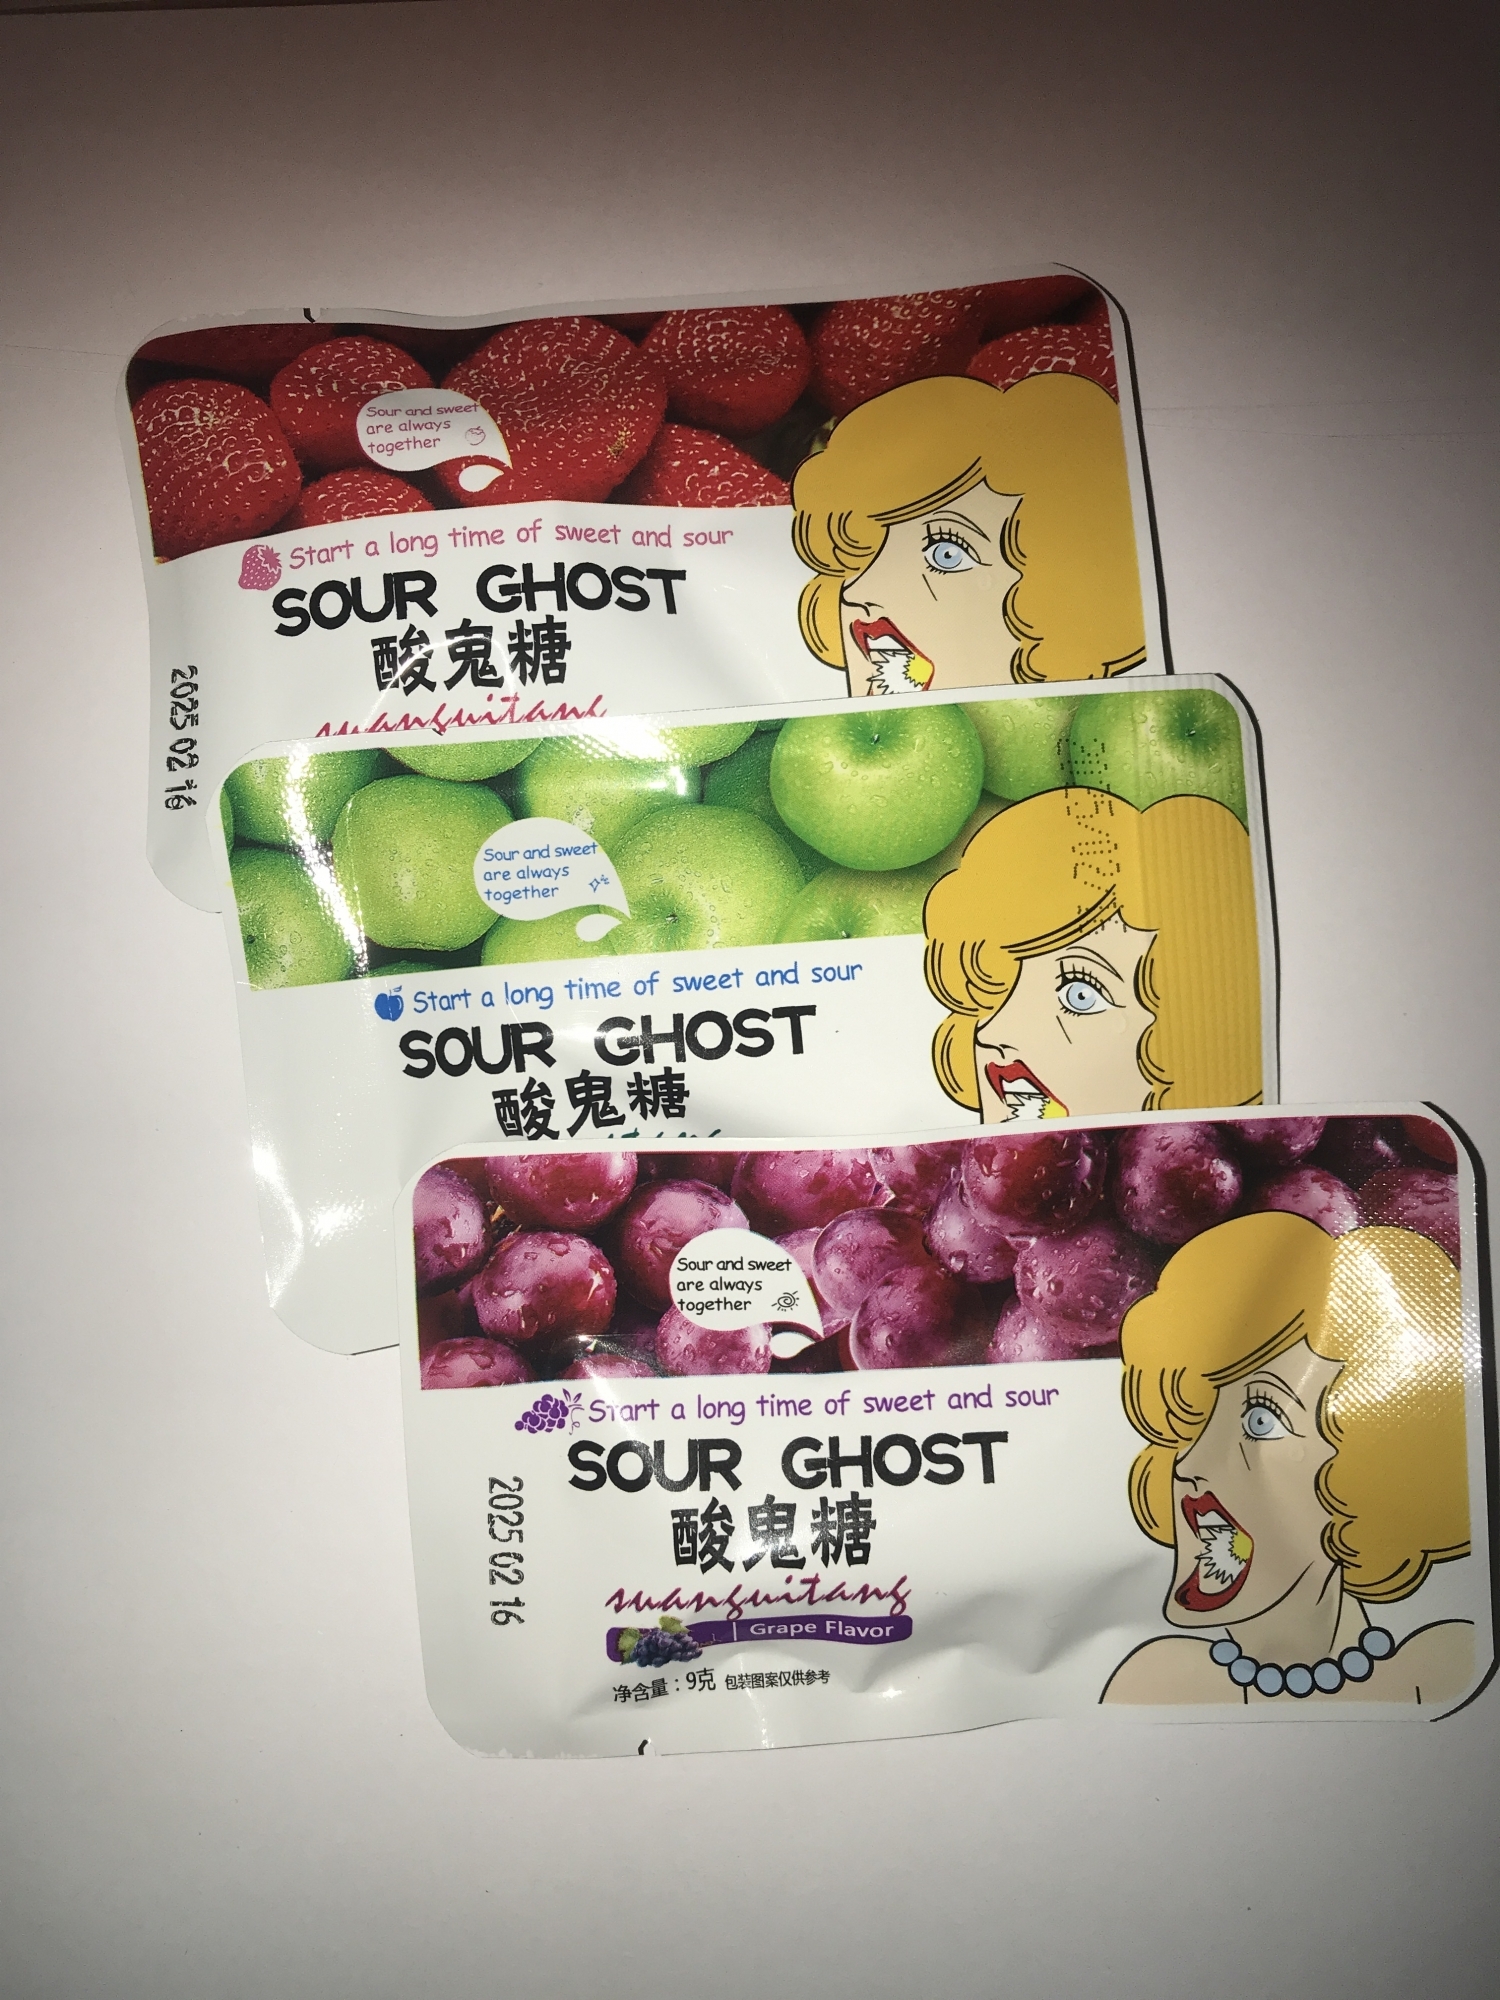 Sour and sweet
are always
together
Start a long time of sweet and sour
SOUR GHOST
酸鬼糖
suanguitang
2025 02 16
Sour and sweet
are always
together
Start a long time of sweet and sour
SOUR GHOST
酸鬼糖
Sour and sweet
are always
together
Start a long time of sweet and sour
SOUR GHOST
酸鬼糖
suanguitang
Grape Flavor
净含量:9克 包装图案仅供参考
2025 02 16